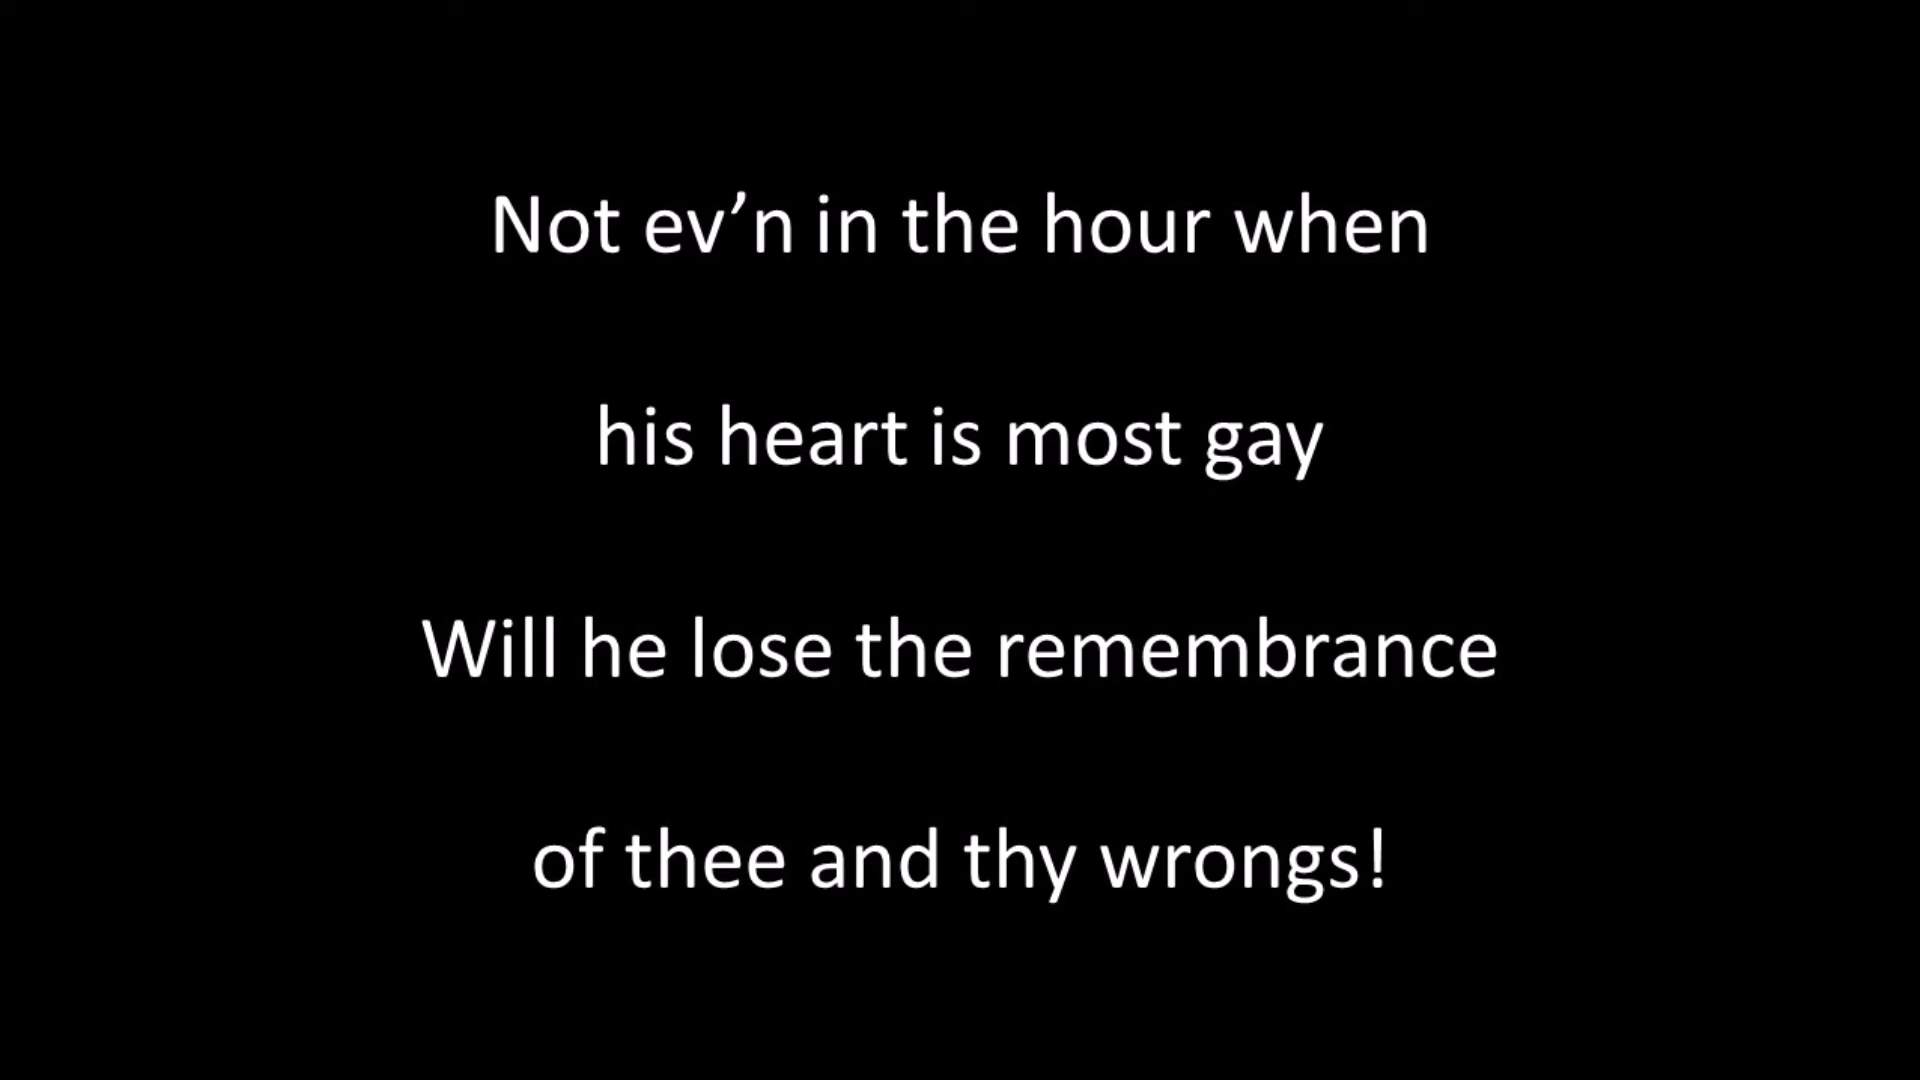 Not ev’n in the hour when
his heart is most gay
Will he lose the remembrance
of thee and thy wrongs!